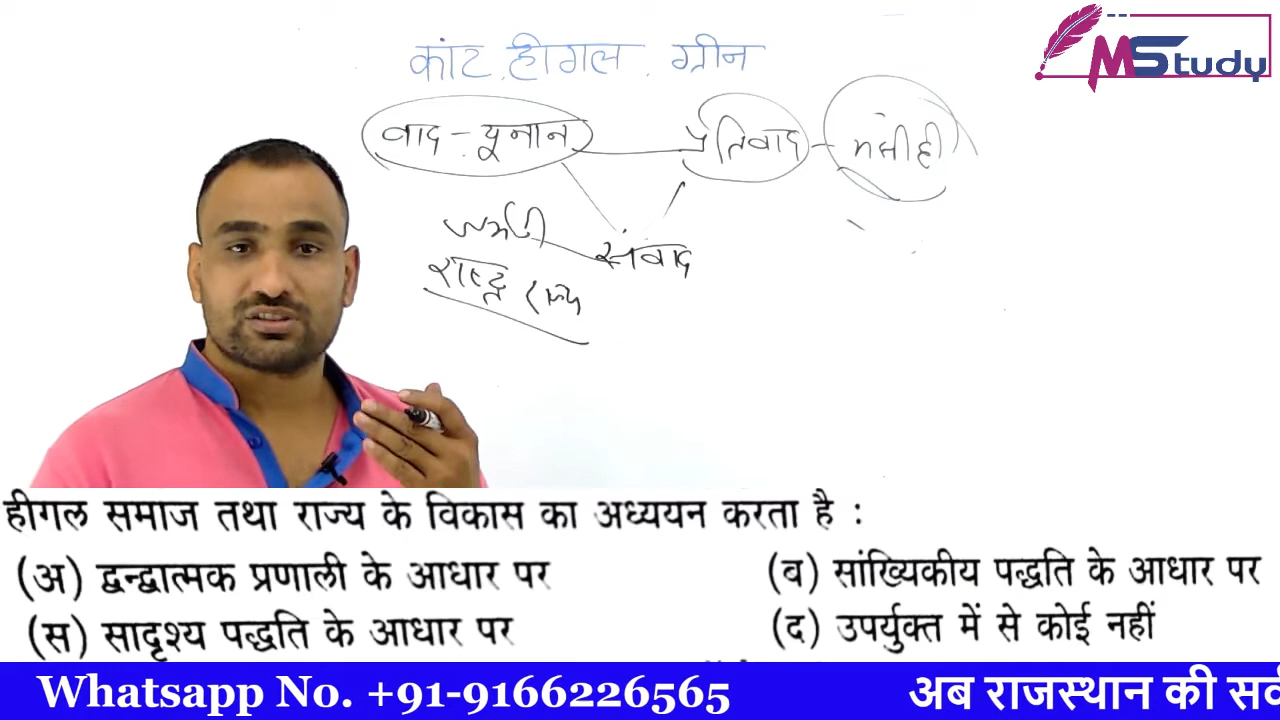 MStudy
कांट हीगल ग्रीन
वाद - यूनान प्रतिवाद - मसीही
जर्मनी संवाद
राष्ट्र राज्य
हीगल समाज तथा राज्य के विकास का अध्ययन करता है :
(अ) द्वन्द्वात्मक प्रणाली के आधार पर (ब) सांख्यिकीय पद्धति के आधार पर
(स) सादृश्य पद्धति के आधार पर (द) उपर्युक्त में से कोई नहीं
Whatsapp No. +91-9166226565 अब राजस्थान की